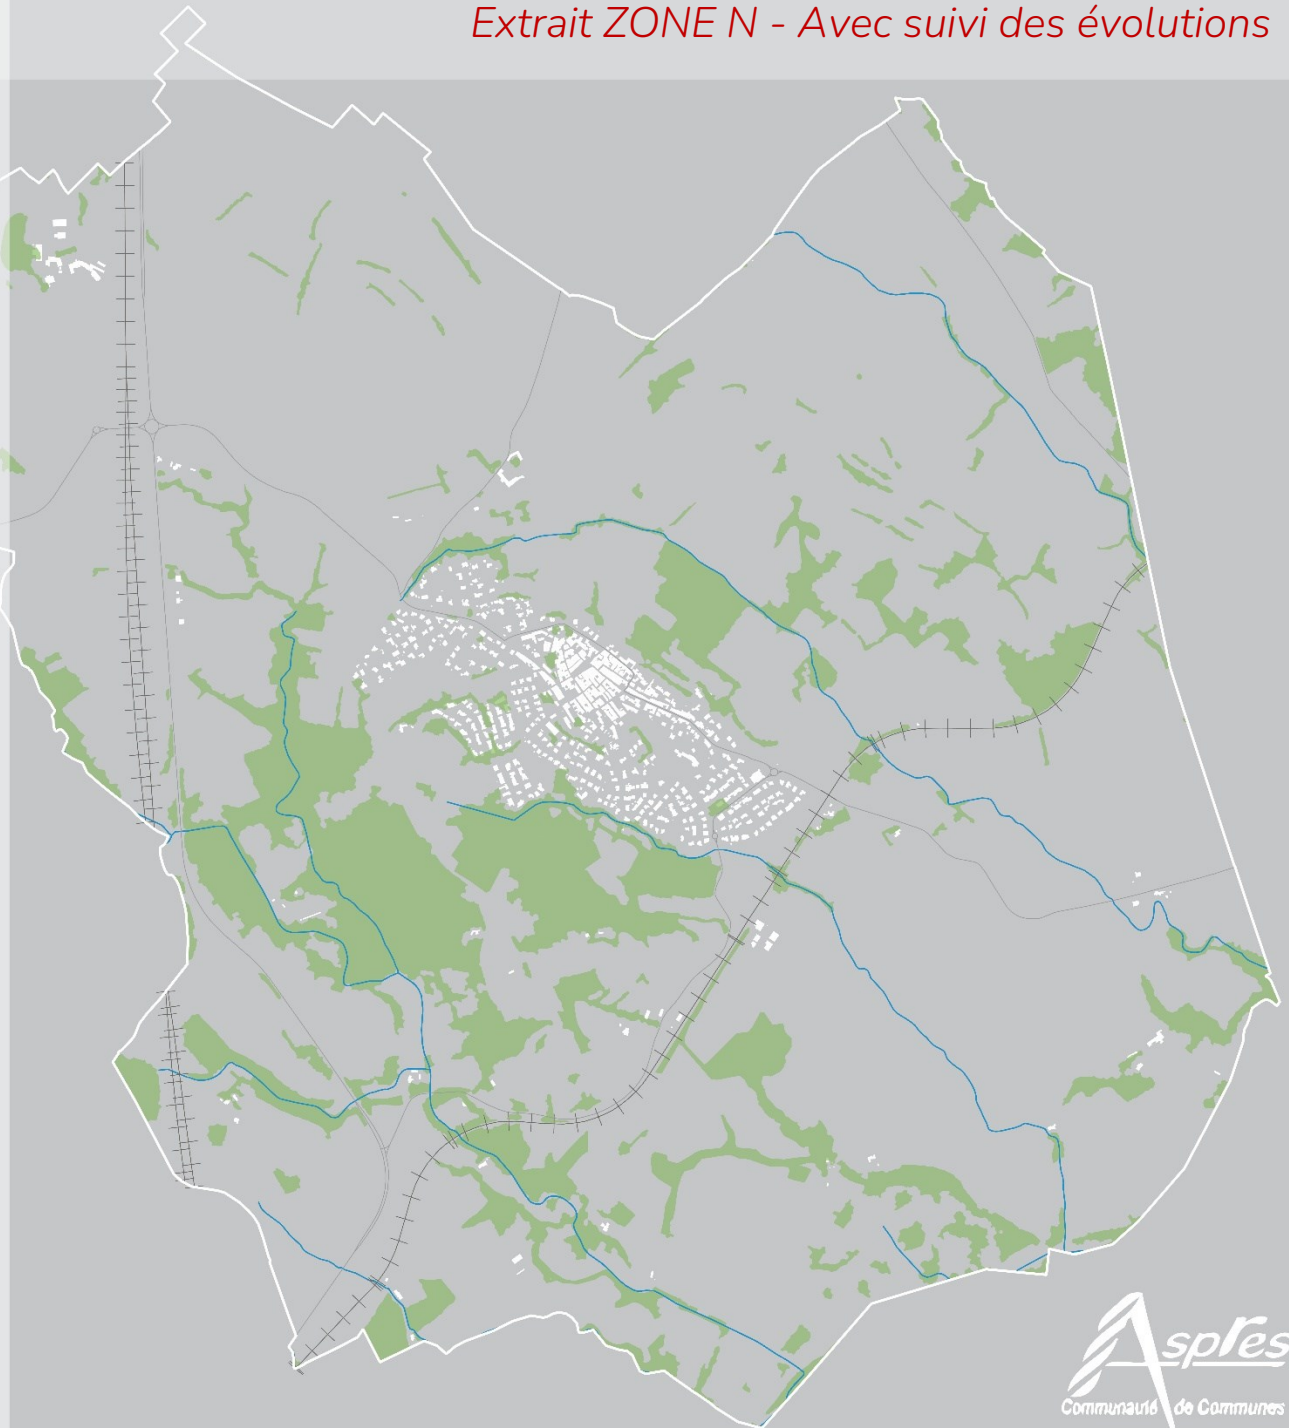 Extrait ZONE N - Avec suivi des évolutions
Aspres
Communauté de Communes